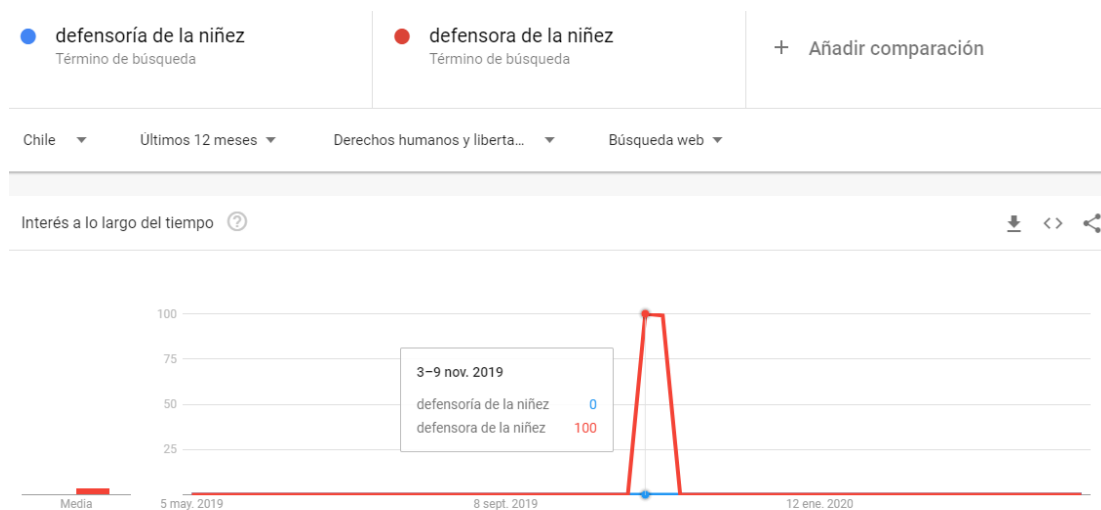 defensoría de la niñez
Término de búsqueda
defensora de la niñez
Término de búsqueda
+ Añadir comparación
Chile
Últimos 12 meses
Derechos humanos y liberta...
Búsqueda web
Interés a lo largo del tiempo ?
100
75
50
25
3–9 nov. 2019
defensoría de la niñez 0
defensora de la niñez 100
Media
5 may. 2019
8 sept. 2019
12 ene. 2020